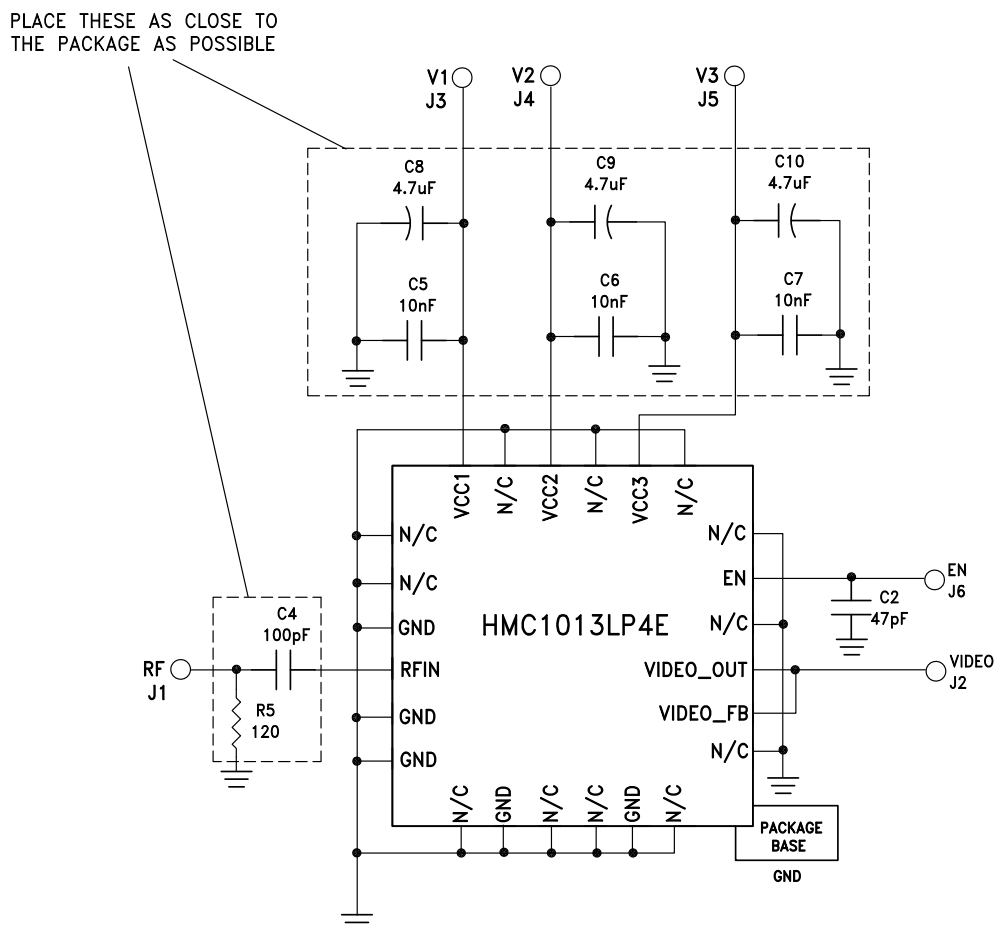 PLACE THESE AS CLOSE TO
THE PACKAGE AS POSSIBLE
V1
J3
V2
J4
V3
J5
C8
4.7uF
C9
4.7uF
C10
4.7uF
C5
10nF
C6
10nF
C7
10nF
VCC1
N/C
VCC2
N/C
VCC3
N/C
N/C
N/C
GND
RFIN
GND
GND
HMC1013LP4E
N/C
EN
N/C
VIDEO_OUT
VIDEO_FB
N/C
N/C
GND
N/C
N/C
GND
N/C
EN
J6
C2
47pF
VIDEO
J2
C4
100pF
RF
J1
R5
120
PACKAGE
BASE
GND